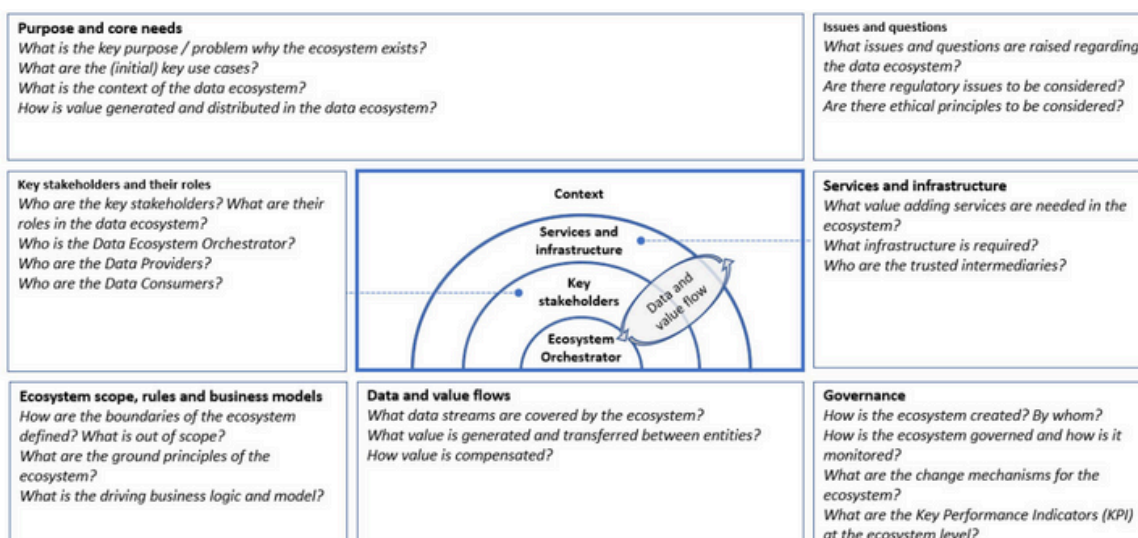 Purpose and core needs
What is the key purpose / problem why the ecosystem exists?
What are the (initial) key use cases?
What is the context of the data ecosystem?
How is value generated and distributed in the data ecosystem?
Issues and questions
What issues and questions are raised regarding
the data ecosystem?
Are there regulatory issues to be considered?
Are there ethical principles to be considered?
Key stakeholders and their roles
Who are the key stakeholders? What are their
roles in the data ecosystem?
Who is the Data Ecosystem Orchestrator?
Who are the Data Providers?
Who are the Data Consumers?
Context
Services and
infrastructure
Key
stakeholders
Ecosystem
Orchestrator
Data and
value flow
Services and infrastructure
What value adding services are needed in the
ecosystem?
What infrastructure is required?
Who are the trusted intermediaries?
Ecosystem scope, rules and business models
How are the boundaries of the ecosystem
defined? What is out of scope?
What are the ground principles of the
ecosystem?
What is the driving business logic and model?
Data and value flows
What data streams are covered by the ecosystem?
What value is generated and transferred between entities?
How value is compensated?
Governance
How is the ecosystem created? By whom?
How is the ecosystem governed and how is it
monitored?
What are the change mechanisms for the
ecosystem?
What are the Key Performance Indicators (KPI)
at the ecosystem level?